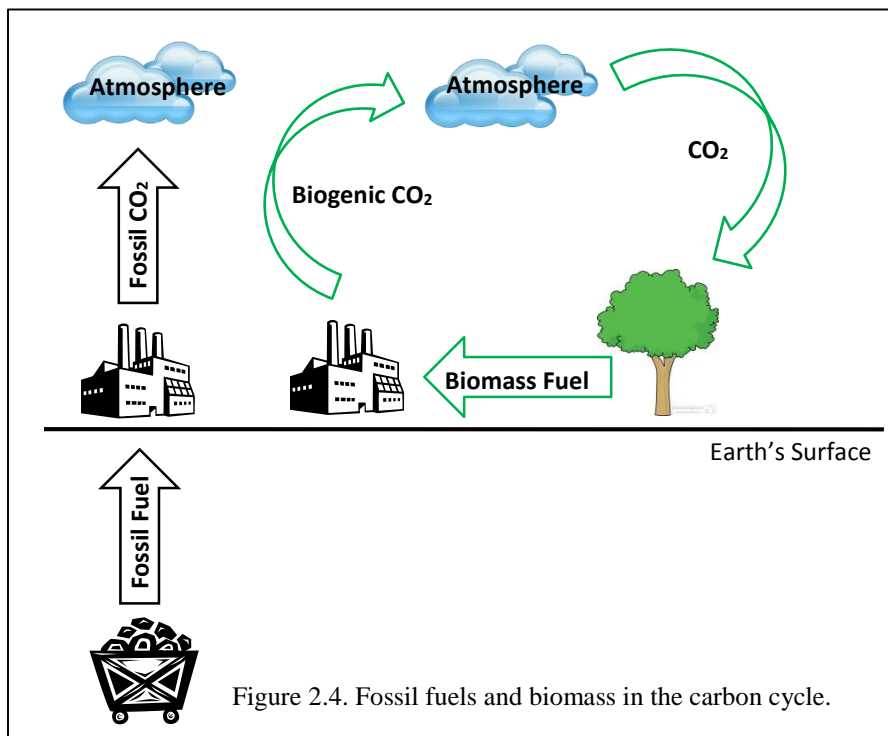 Atmosphere
Atmosphere
CO₂
Biogenic CO₂
Fossil CO₂
Biomass Fuel
Earth's Surface
Fossil Fuel
Figure 2.4. Fossil fuels and biomass in the carbon cycle.